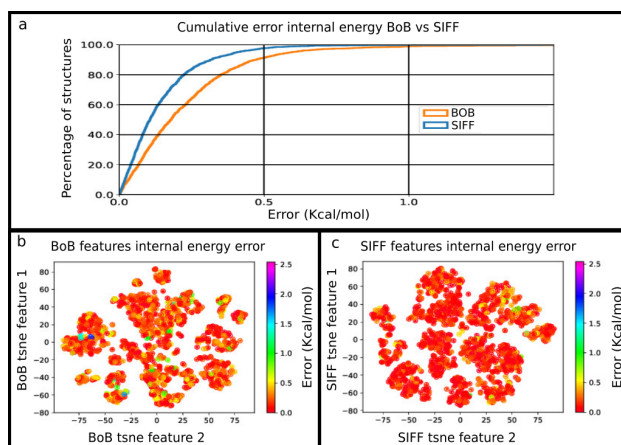 a
Cumulative error internal energy BoB vs SIFF
Percentage of structures
100.0
80.0
60.0
40.0
20.0
0.0
0.5
1.0
BOB
SIFF
Error (Kcal/mol)
b
BoB features internal energy error
BoB tsne feature 1
80
60
40
20
0
−20
−40
−60
−80
−75 −50 −25 0 25 50 75
BoB tsne feature 2
2.5
2.0
1.5
1.0
0.5
0.0
Error (Kcal/mol)
c
SIFF features internal energy error
SIFF tsne feature 1
80
60
40
20
0
−20
−40
−60
−80
−75 −50 −25 0 25 50 75
SIFF tsne feature 2
2.5
2.0
1.5
1.0
0.5
0.0
Error (Kcal/mol)